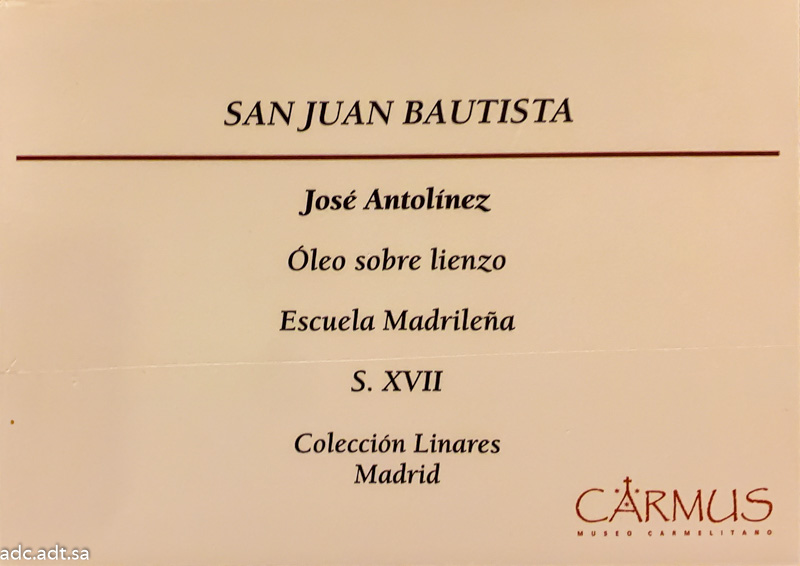 SAN JUAN BAUTISTA
José Antolínez
Óleo sobre lienzo
Escuela Madrileña
S. XVII
Colección Linares
Madrid
CARMUS
MUSEO CARMELITANO
adc.adt.sa